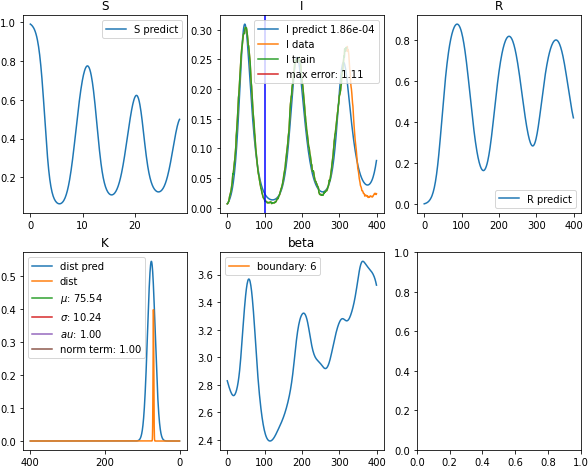 S
I
R
S predict
I predict 1.86e-04
I data
I train
max error: 1.11
R predict
1.0
0.8
0.6
0.4
0.2
0 10 20
0.30
0.25
0.20
0.15
0.10
0.05
0.00
0 100 200 300 400
0.8
0.6
0.4
0.2
0.0
0 100 200 300 400
K
beta
dist pred
dist
μ: 75.54
σ: 10.24
au: 1.00
norm term: 1.00
boundary: 6
0.5
0.4
0.3
0.2
0.1
0.0
400 200 0
3.6
3.4
3.2
3.0
2.8
2.6
2.4
0 100 200 300 400
1.0
0.8
0.6
0.4
0.2
0.0
0.0 0.2 0.4 0.6 0.8 1.0